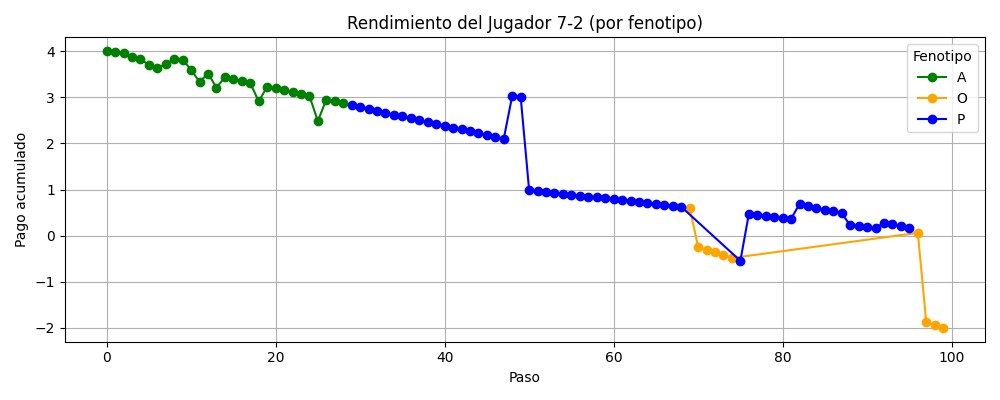 Rendimiento del Jugador 7-2 (por fenotipo)
Pago acumulado
4
3
2
1
0
−1
−2
0
20
40
60
80
100
Paso
Fenotipo
A
O
P